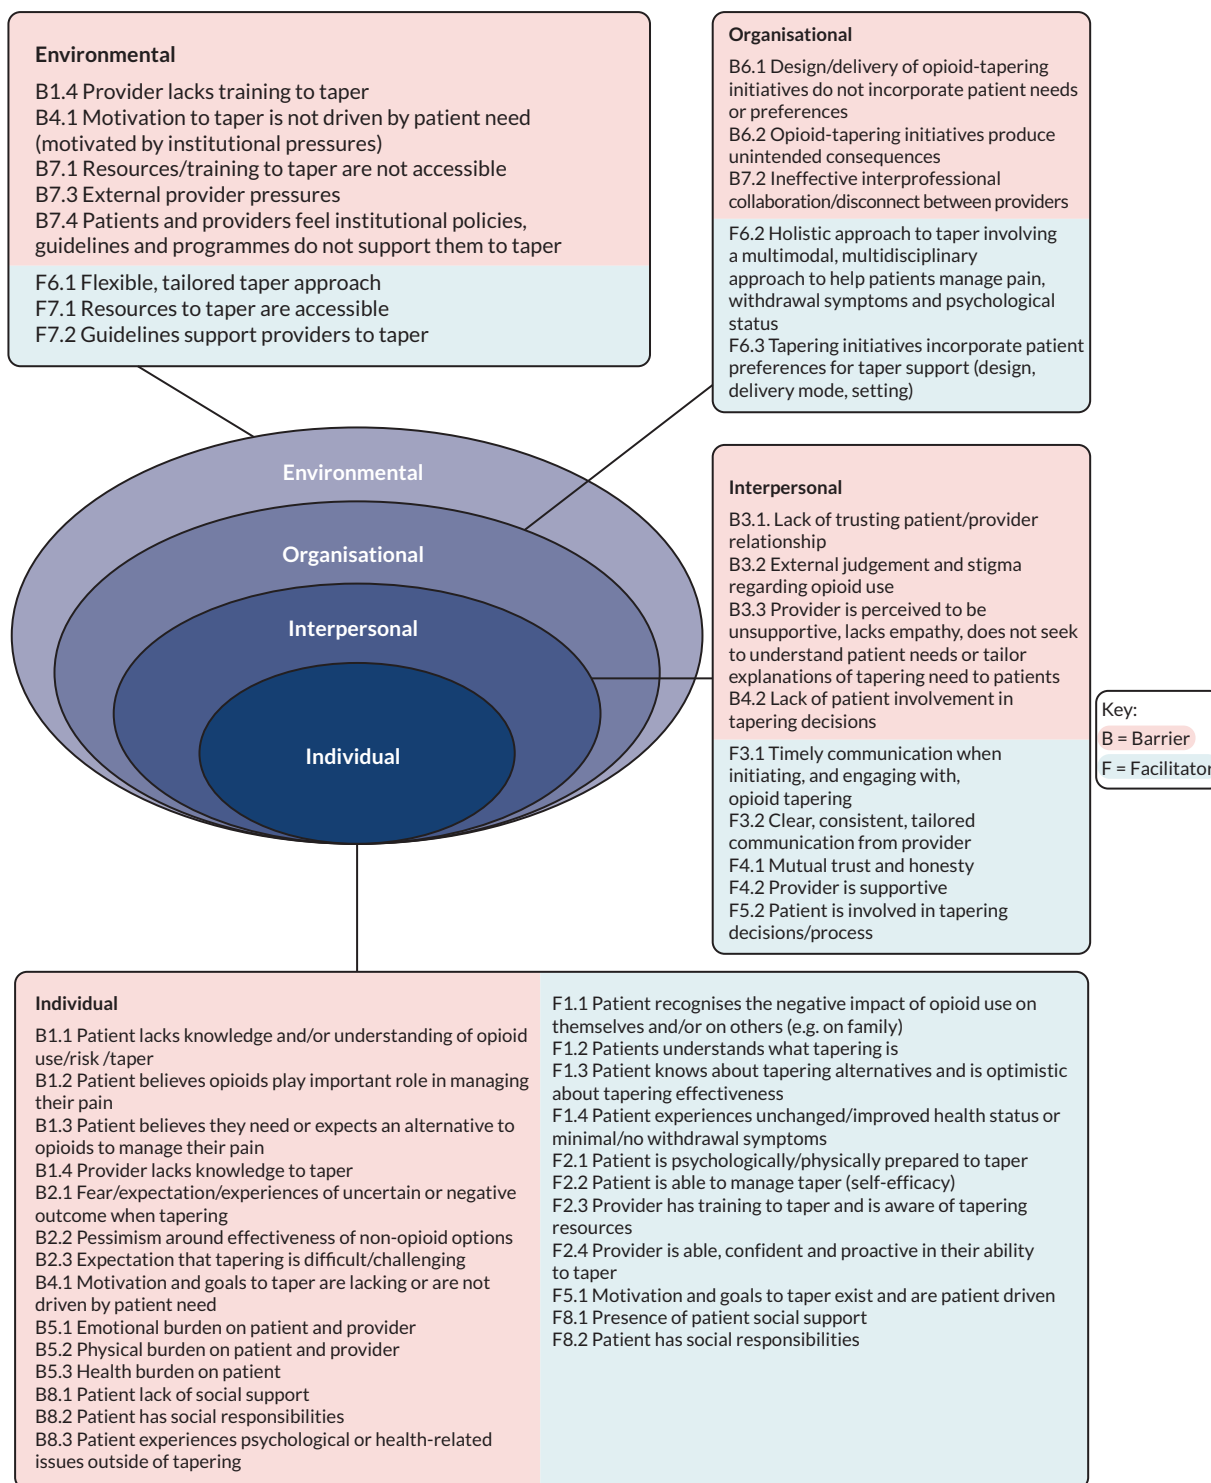 Environmental
B1.4 Provider lacks training to taper
B4.1 Motivation to taper is not driven by patient need
(motivated by institutional pressures)
B7.1 Resources/training to taper are not accessible
B7.3 External provider pressures
B7.4 Patients and providers feel institutional policies,
guidelines and programmes do not support them to taper
F6.1 Flexible, tailored taper approach
F7.1 Resources to taper are accessible
F7.2 Guidelines support providers to taper
Organisational
B6.1 Design/delivery of opioid-tapering
initiatives do not incorporate patient needs
or preferences
B6.2 Opioid-tapering initiatives produce
unintended consequences
B7.2 Ineffective interprofessional
collaboration/disconnect between providers
F6.2 Holistic approach to taper involving
a multimodal, multidisciplinary
approach to help patients manage pain,
withdrawal symptoms and psychological
status
F6.3 Tapering initiatives incorporate patient
preferences for taper support (design,
delivery mode, setting)
Environmental
Organisational
Interpersonal
Individual
Interpersonal
B3.1. Lack of trusting patient/provider
relationship
B3.2 External judgement and stigma
regarding opioid use
B3.3 Provider is perceived to be
unsupportive, lacks empathy, does not seek
to understand patient needs or tailor
explanations of tapering need to patients
B4.2 Lack of patient involvement in
tapering decisions
F3.1 Timely communication when
initiating, and engaging with,
opioid tapering
F3.2 Clear, consistent, tailored
communication from provider
F4.1 Mutual trust and honesty
F4.2 Provider is supportive
F5.2 Patient is involved in tapering
decisions/process
Key:
B = Barrier
F = Facilitator
Individual
B1.1 Patient lacks knowledge and/or understanding of opioid
use/risk /taper
B1.2 Patient believes opioids play important role in managing
their pain
B1.3 Patient believes they need or expects an alternative to
opioids to manage their pain
B1.4 Provider lacks knowledge to taper
B2.1 Fear/expectation/experiences of uncertain or negative
outcome when tapering
B2.2 Pessimism around effectiveness of non-opioid options
B2.3 Expectation that tapering is difficult/challenging
B4.1 Motivation and goals to taper are lacking or are not
driven by patient need
B5.1 Emotional burden on patient and provider
B5.2 Physical burden on patient and provider
B5.3 Health burden on patient
B8.1 Patient lack of social support
B8.2 Patient has social responsibilities
B8.3 Patient experiences psychological or health-related
issues outside of tapering
F1.1 Patient recognises the negative impact of opioid use on
themselves and/or on others (e.g. on family)
F1.2 Patients understands what tapering is
F1.3 Patient knows about tapering alternatives and is optimistic
about tapering effectiveness
F1.4 Patient experiences unchanged/improved health status or
minimal/no withdrawal symptoms
F2.1 Patient is psychologically/physically prepared to taper
F2.2 Patient is able to manage taper (self-efficacy)
F2.3 Provider has training to taper and is aware of tapering
resources
F2.4 Provider is able, confident and proactive in their ability
to taper
F5.1 Motivation and goals to taper exist and are patient driven
F8.1 Presence of patient social support
F8.2 Patient has social responsibilities